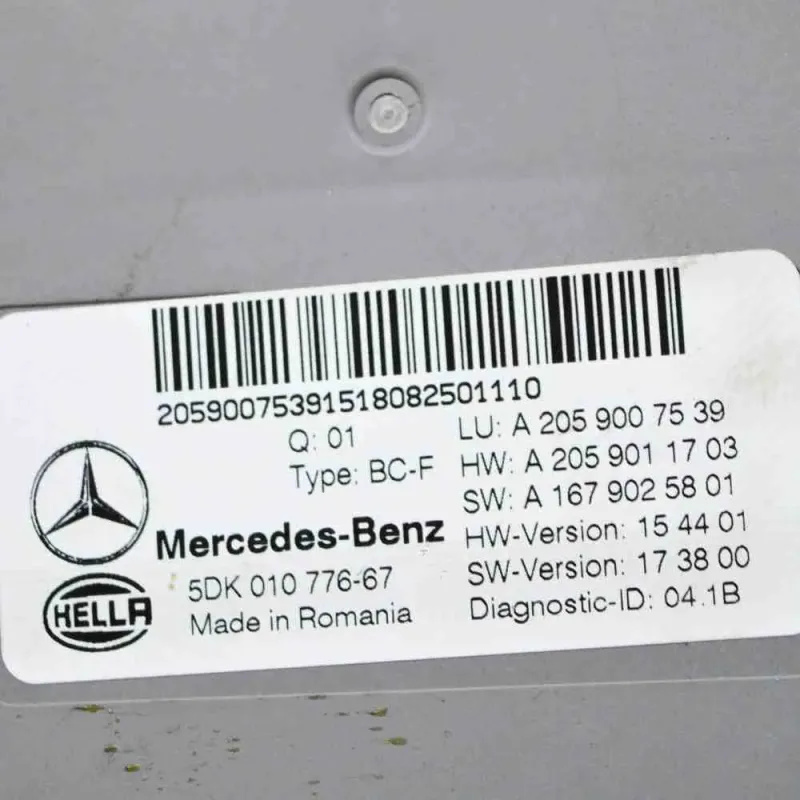 20590075391518082501110
Q: 01
Type: BC-F
LU: A 205 900 75 39
HW: A 205 901 17 03
SW: A 167 902 58 01
HW-Version: 15 44 01
SW-Version: 17 38 00
Diagnostic-ID: 04.1B
Mercedes-Benz
HELLA
5DK 010 776-67
Made in Romania